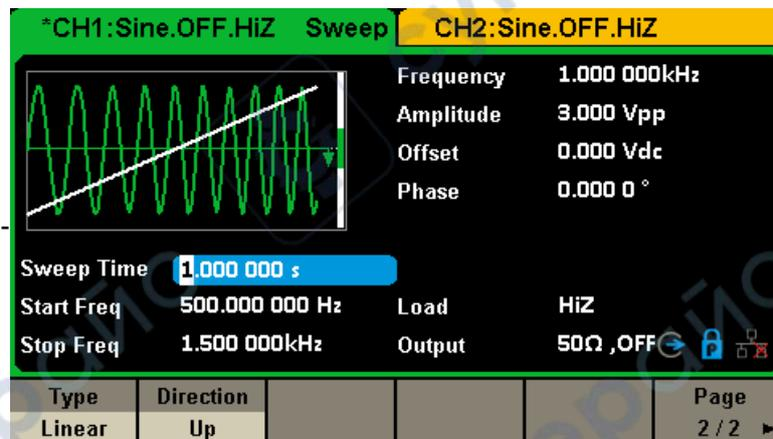 *CH1:Sine.OFF.HiZ Sweep CH2:Sine.OFF.HiZ
Frequency 1.000 000kHz
Amplitude 3.000 Vpp
Offset 0.000 Vdc
Phase 0.000 0 °
Sweep Time 1.000 000 s
Start Freq 500.000 000 Hz Load HiZ
Stop Freq 1.500 000kHz Output 50Ω ,OFF P
Type Direction Page
Linear Up 2 / 2